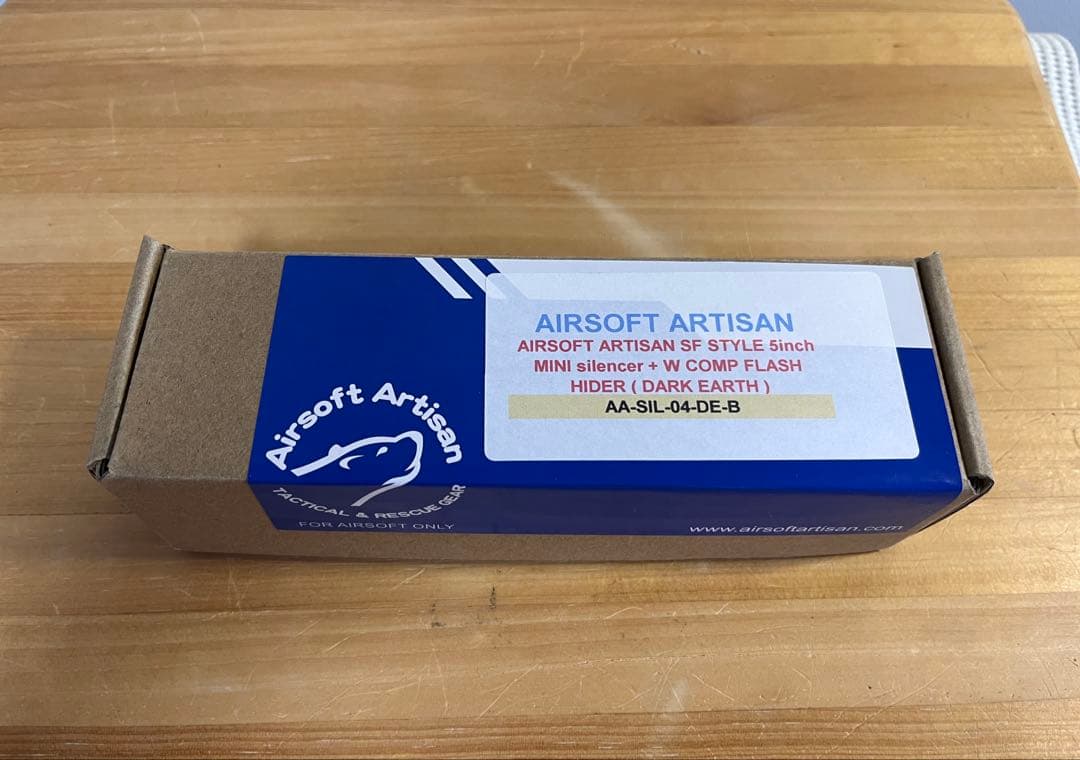 AIRSOFT ARTISAN
AIRSOFT ARTISAN SF STYLE 5inch
MINI silencer + W COMP FLASH
HIDER ( DARK EARTH )
AA-SIL-04-DE-B
Airsoft Artisan
TACTICAL & RESCUE GEAR
FOR AIRSOFT ONLY
www.airsoftartisan.com